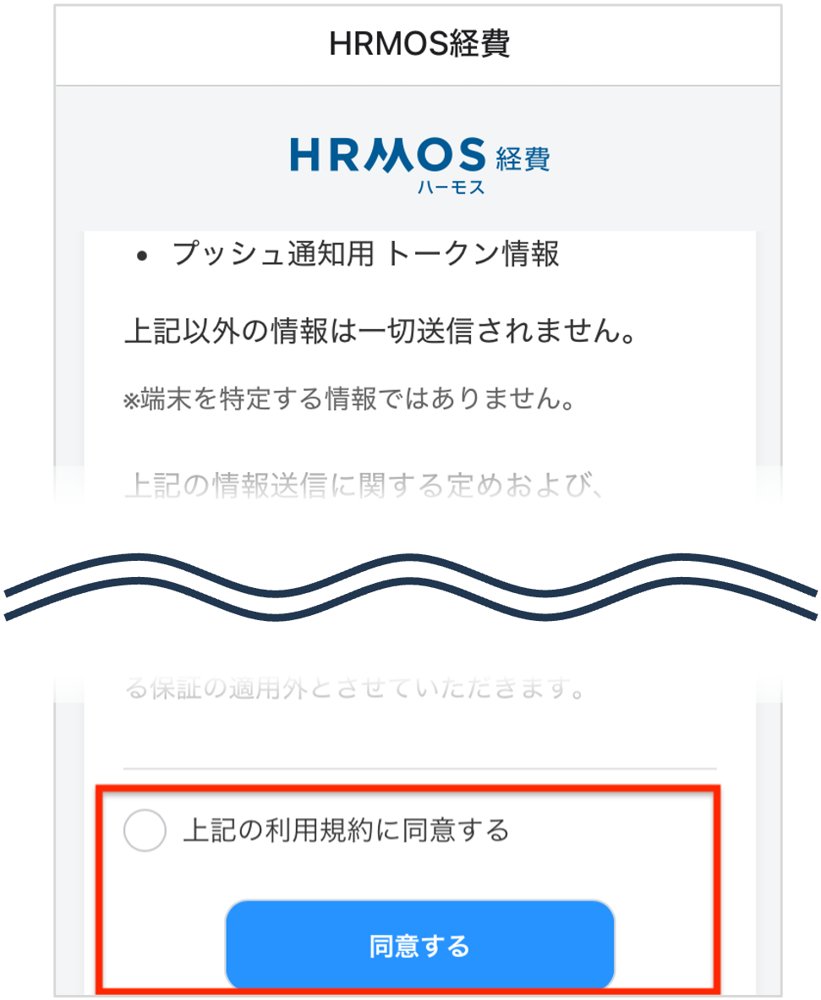 HRMOS経費
HRMOS 経費
ハーモス
• プッシュ通知用 トークン情報
上記以外の情報は一切送信されません。
※端末を特定する情報ではありません。
上記の情報送信に関する定めおよび、
る保証の適用外とさせていただきます。
上記の利用規約に同意する
同意する